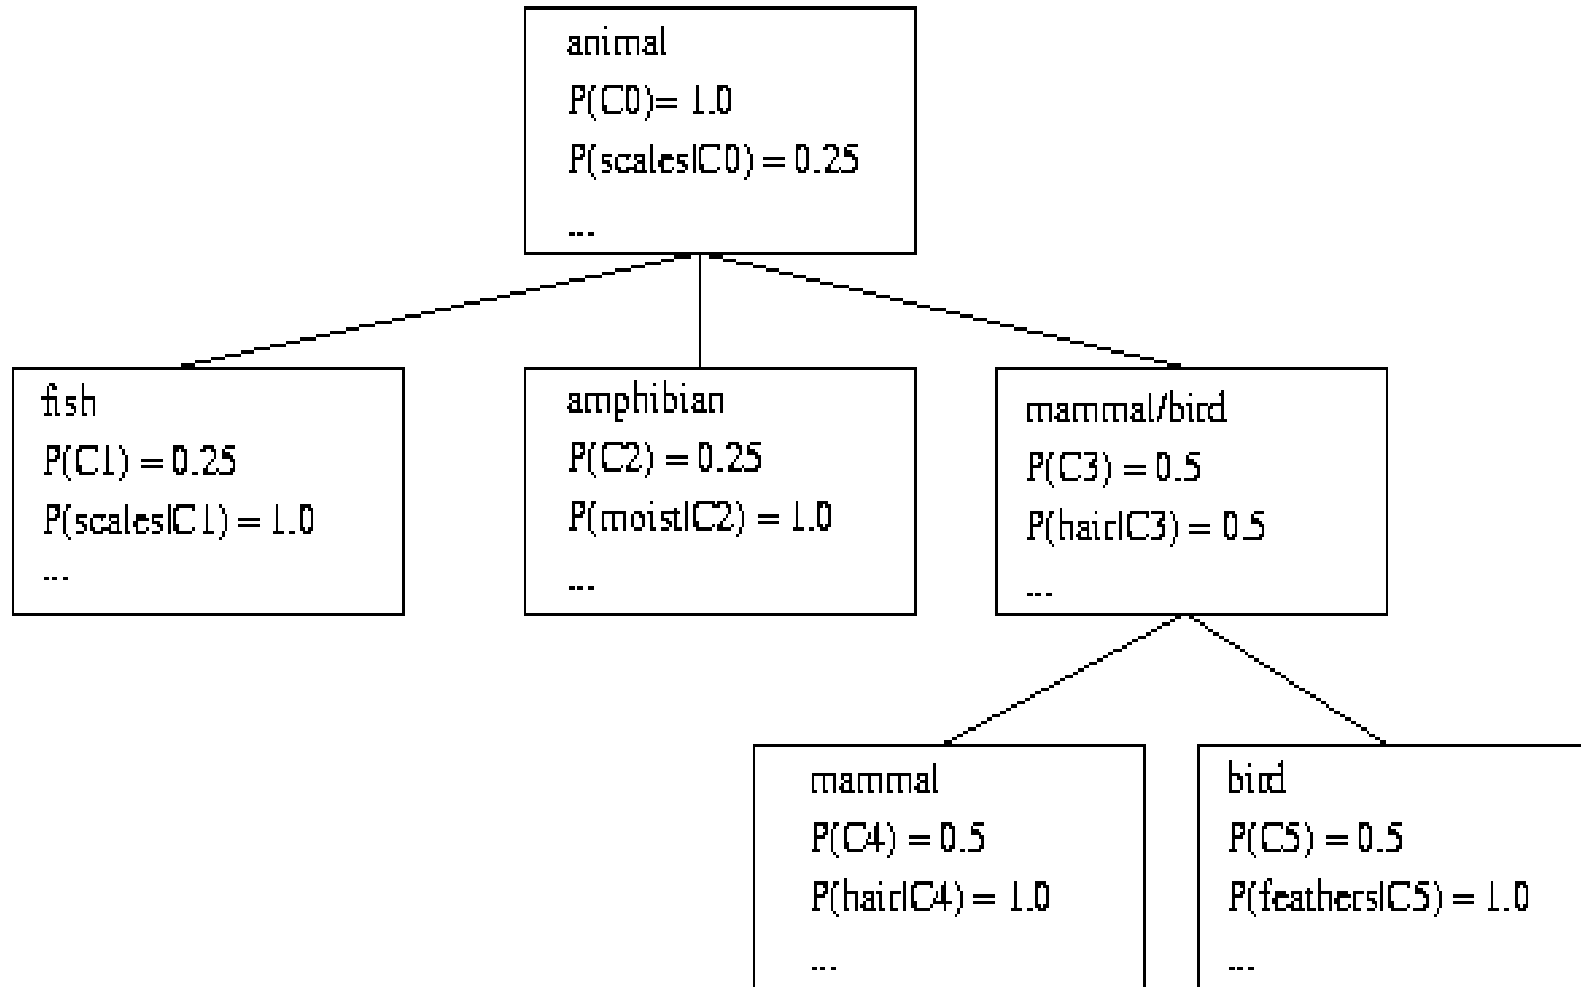 animal
P(C0)= 1.0
P(scales|C0) = 0.25
...
fish
P(C1) = 0.25
P(scales|C1) = 1.0
...
amphibian
P(C2) = 0.25
P(moist|C2) = 1.0
...
mammal/bird
P(C3) = 0.5
P(hair|C3) = 0.5
...
mammal
P(C4) = 0.5
P(hair|C4) = 1.0
...
bird
P(C5) = 0.5
P(feathers|C5) = 1.0
...